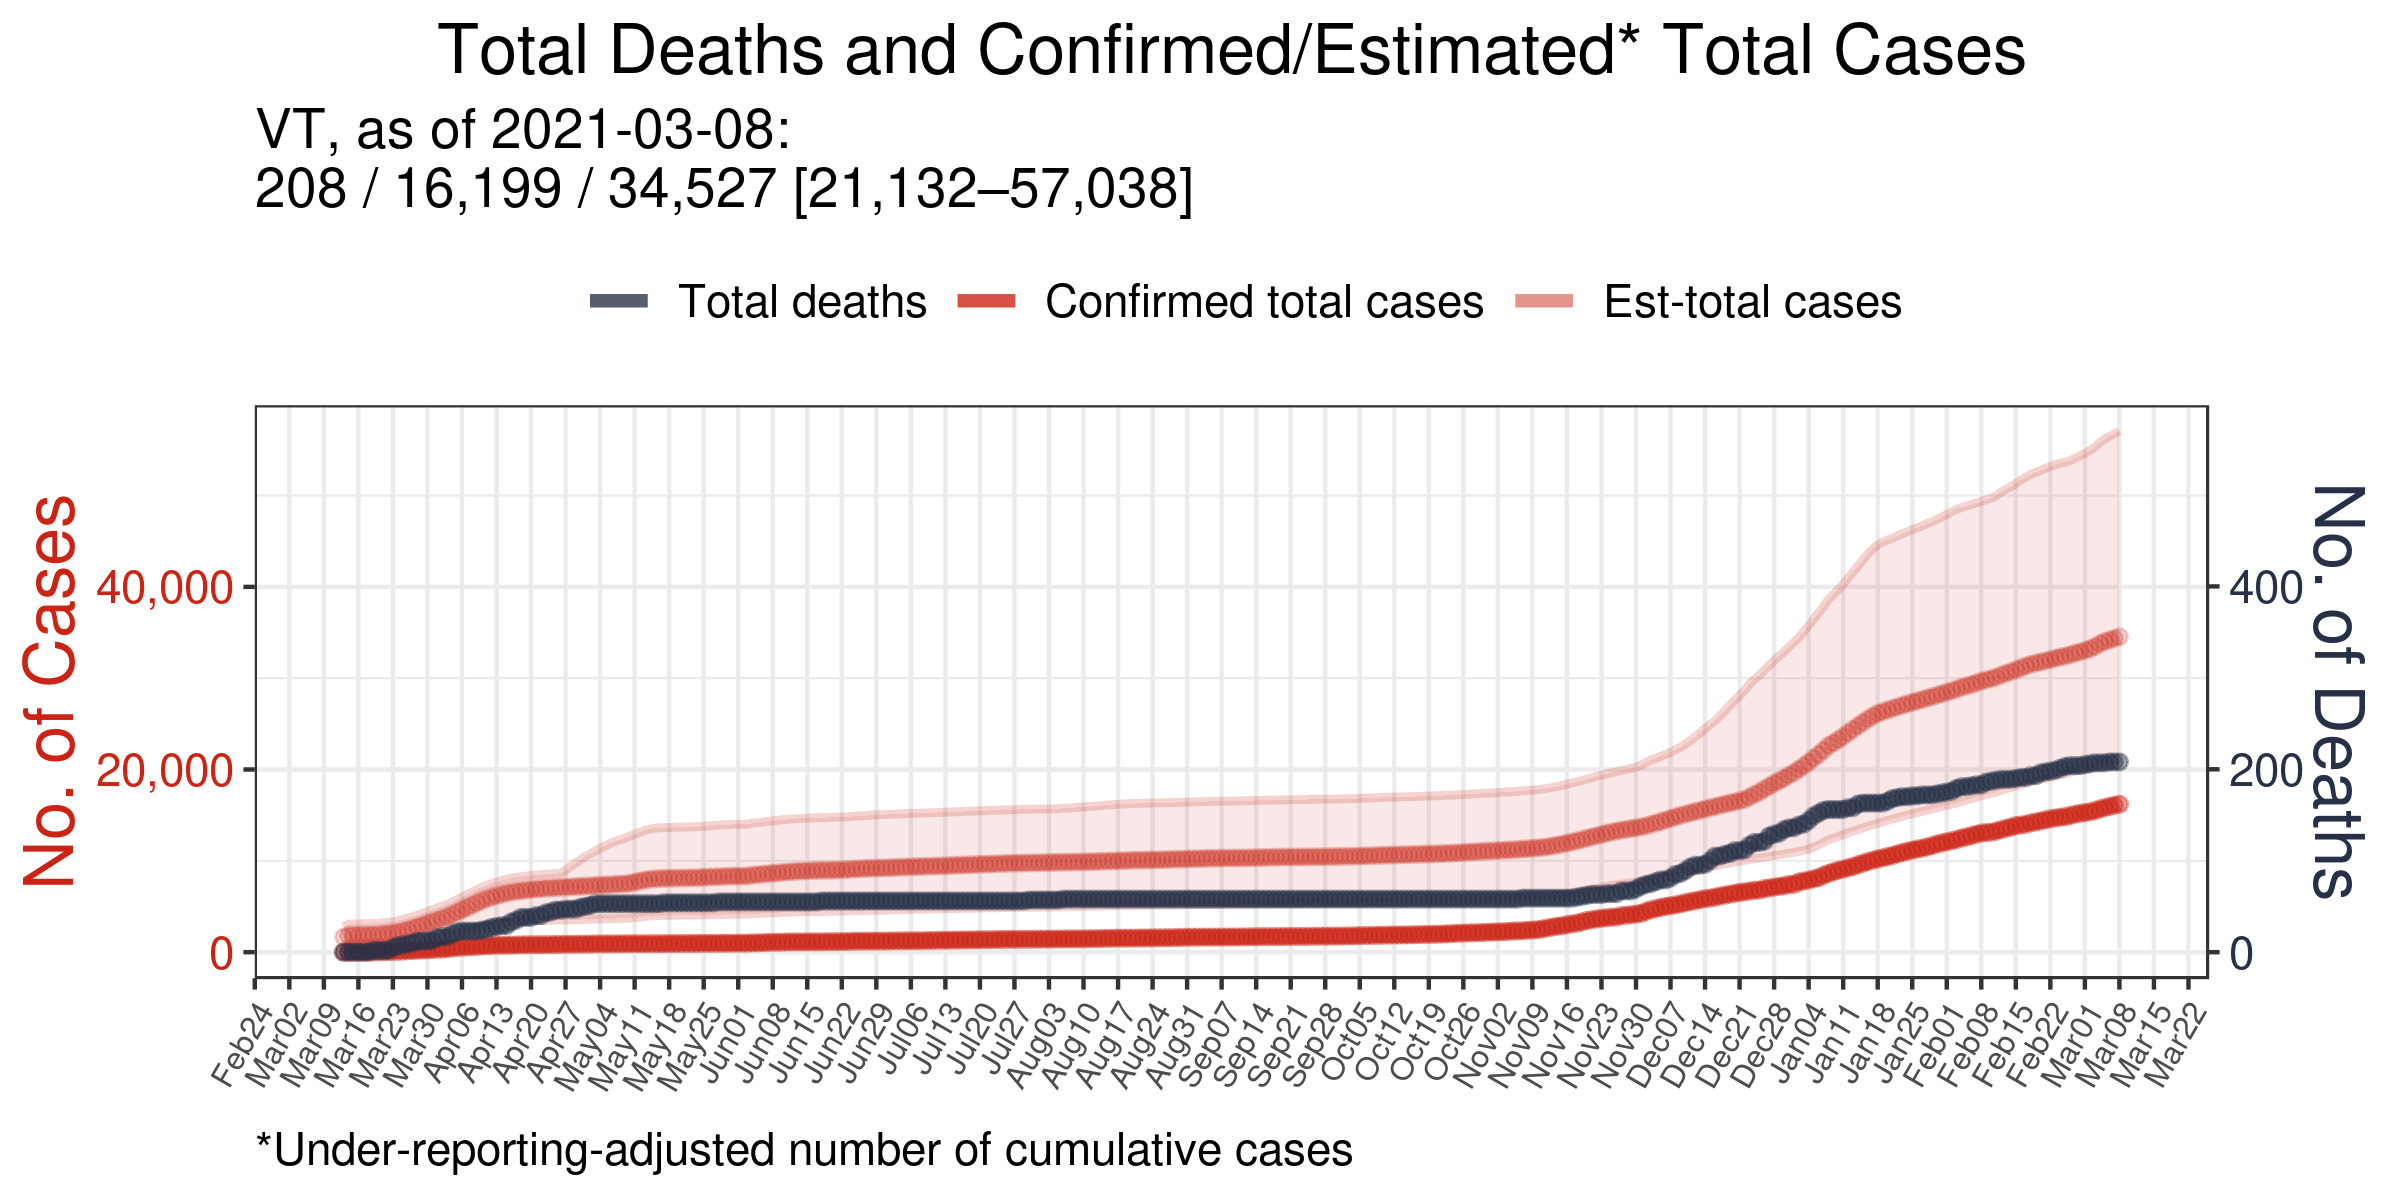 Total Deaths and Confirmed/Estimated* Total Cases
VT, as of 2021-03-08:
208 / 16,199 / 34,527 [21,132–57,038]
Total deaths
Confirmed total cases
Est-total cases
No. of Cases
40,000
20,000
0
No. of Deaths
400
200
0
Feb24
Mar02
Mar09
Mar16
Mar23
Mar30
Apr06
Apr13
Apr20
Apr27
May04
May11
May18
May25
Jun01
Jun08
Jun15
Jun22
Jun29
Jul06
Jul13
Jul20
Jul27
Aug03
Aug10
Aug17
Aug24
Aug31
Sep07
Sep14
Sep21
Sep28
Oct05
Oct12
Oct19
Oct26
Nov02
Nov09
Nov16
Nov23
Nov30
Dec07
Dec14
Dec21
Dec28
Jan04
Jan11
Jan18
Jan25
Feb01
Feb08
Feb15
Feb22
Mar01
Mar08
Mar15
Mar22
*Under-reporting-adjusted number of cumulative cases